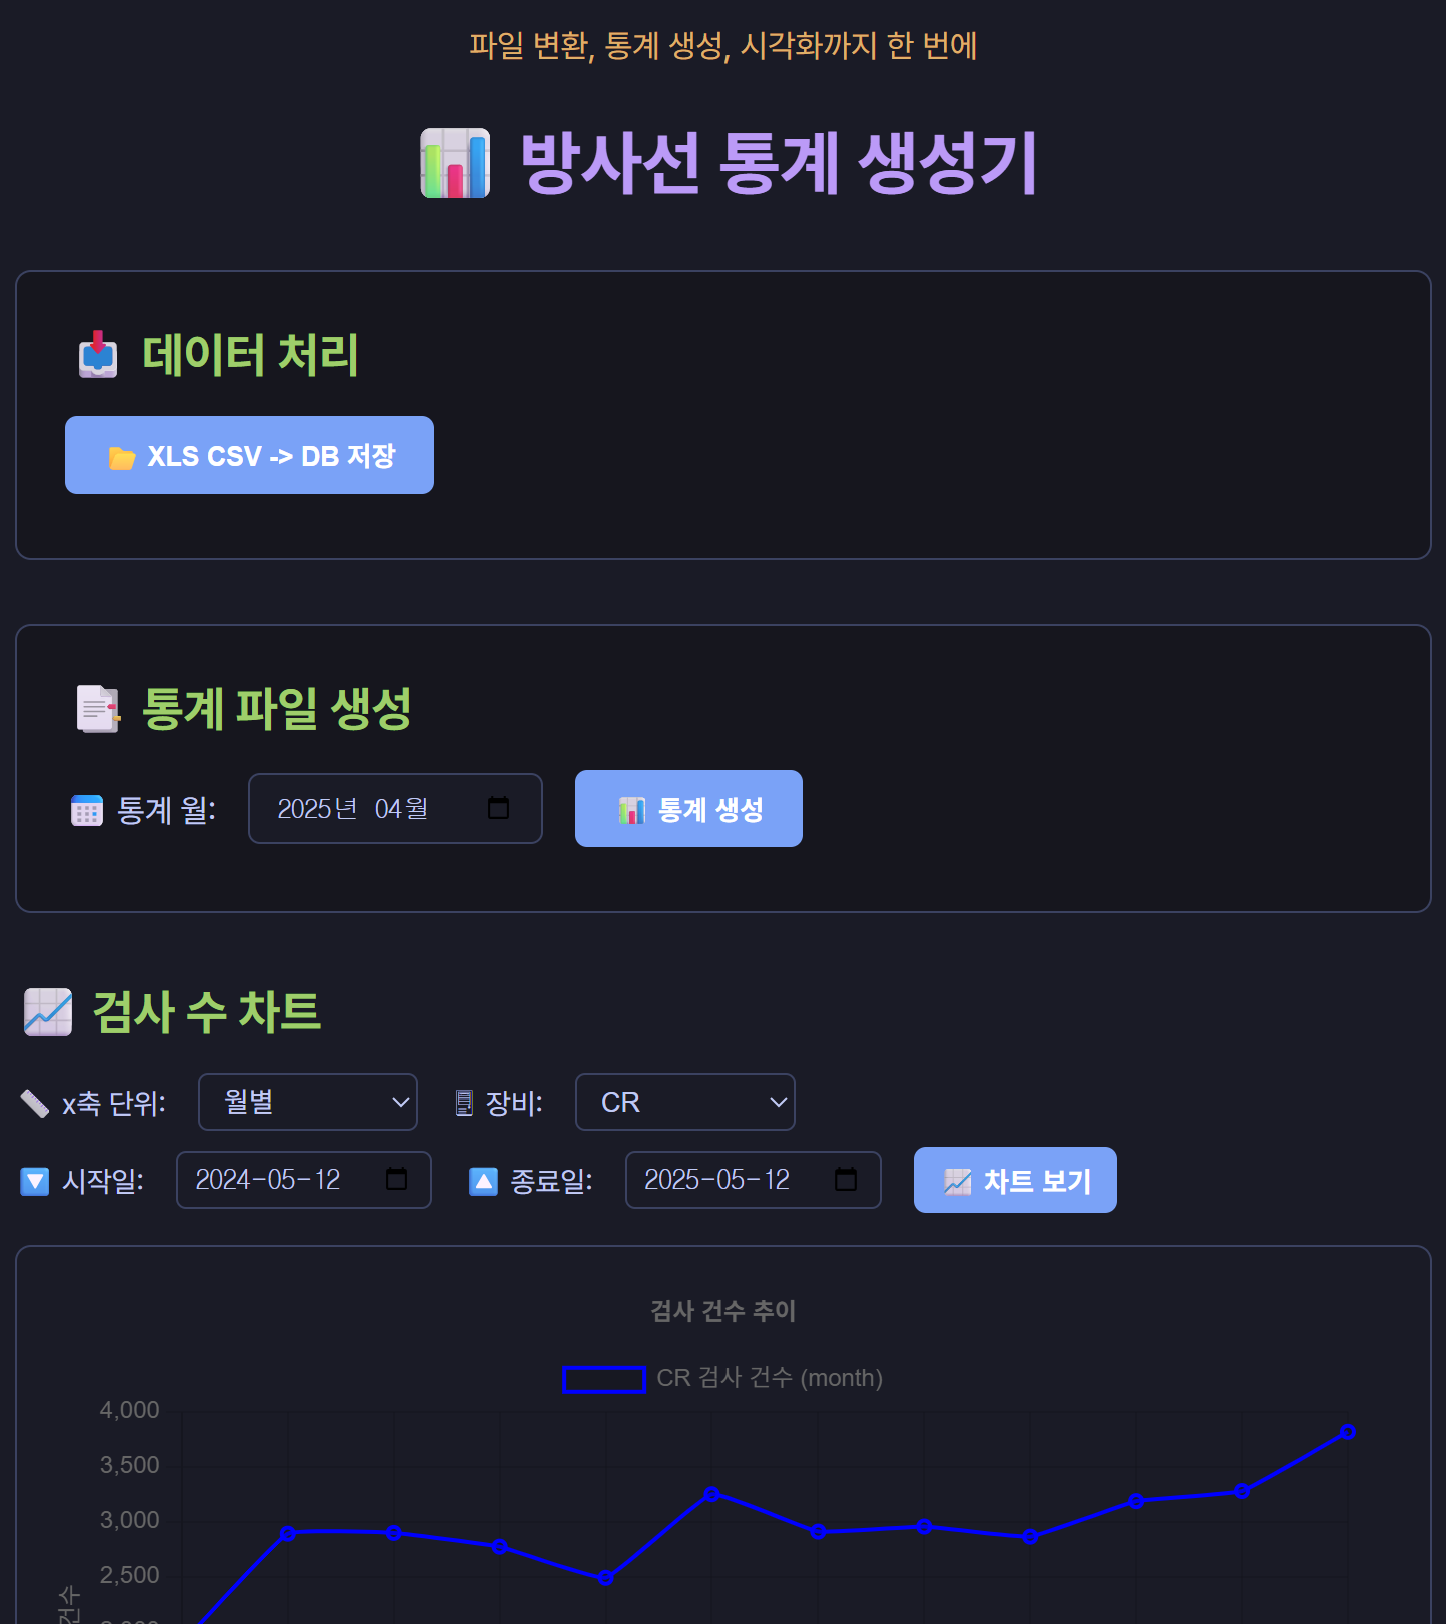 파일 변환, 통계 생성, 시각화까지 한 번에
방사선 통계 생성기
데이터 처리
XLS CSV -> DB 저장
통계 파일 생성
통계 월: 2025년 04월 통계 생성
검사 수 차트
x축 단위: 월별 장비: CR
시작일: 2024-05-12 종료일: 2025-05-12 차트 보기
검사 건수 추이
CR 검사 건수 (month)
4,000
3,500
3,000
2,500
건수